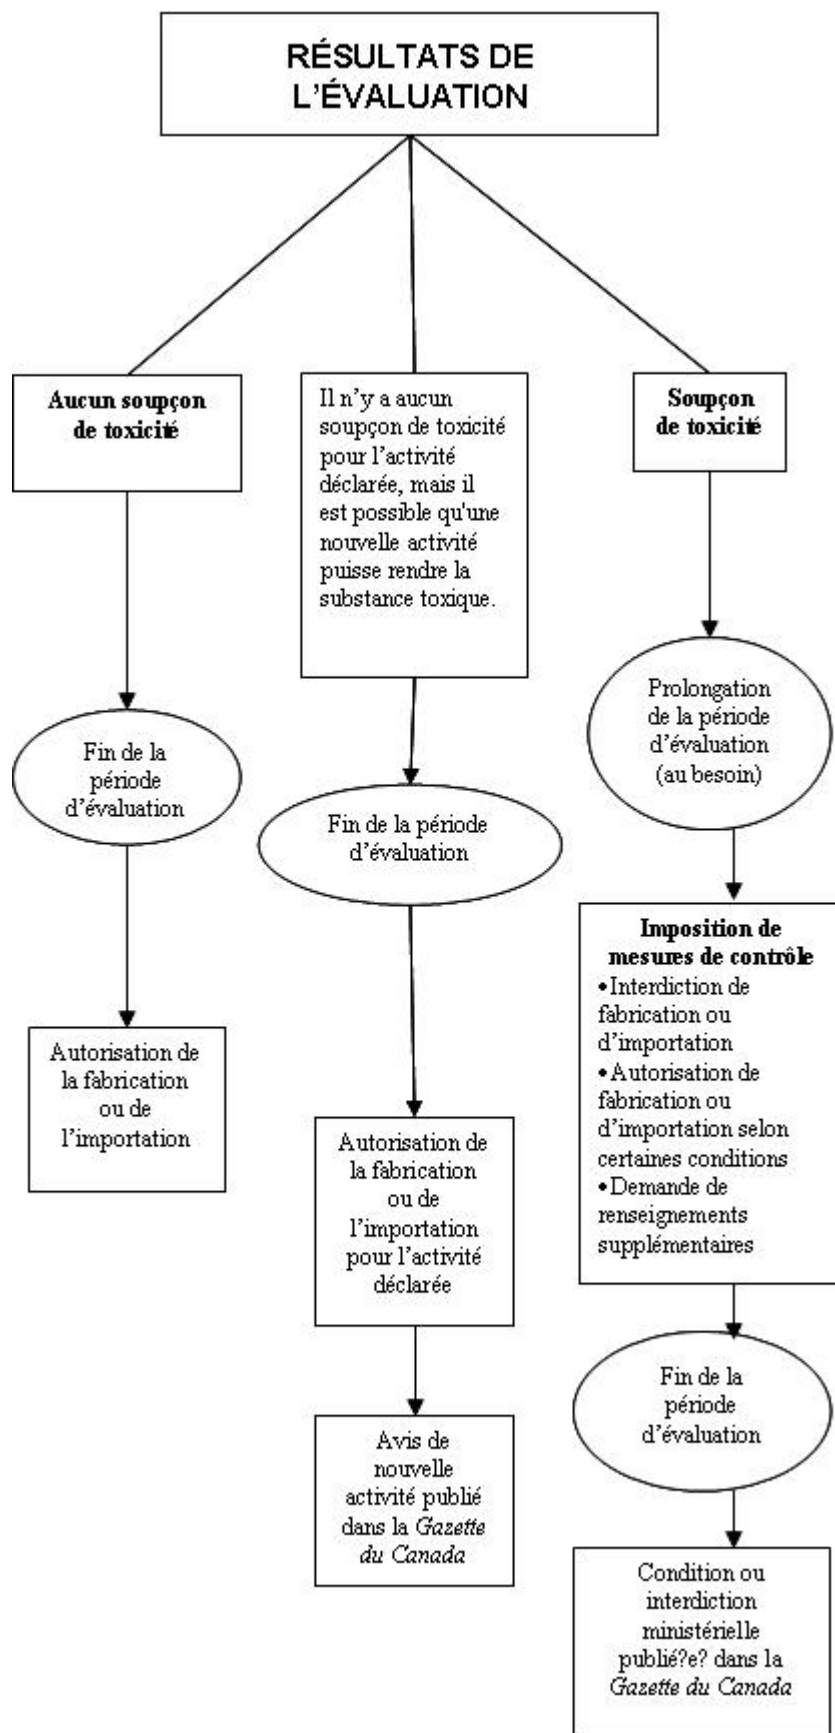 RÉSULTATS DE
L'ÉVALUATION
Aucun soupçon
de toxicité
Fin de la
période
d'évaluation
Autorisation de
la fabrication
ou de
l'importation
Il n'y a aucun
soupçon de toxicité
pour l'activité
déclarée, mais il
est possible qu'une
nouvelle activité
puisse rendre la
substance toxique.
Fin de la période
d'évaluation
Autorisation de
la fabrication
ou de
l'importation
pour l'activité
déclarée
Avis de
nouvelle
activité publié
dans la Gazette
du Canada
Soupçon
de toxicité
Prolongation
de la période
d'évaluation
(au besoin)
Imposition de
mesures de contrôle
•Interdiction de
fabrication ou
d'importation
•Autorisation de
fabrication ou
d'importation selon
certaines conditions
•Demande de
renseignements
supplémentaires
Fin de la
période
d'évaluation
Condition ou
interdiction
ministérielle
publié?e? dans la
Gazette du Canada